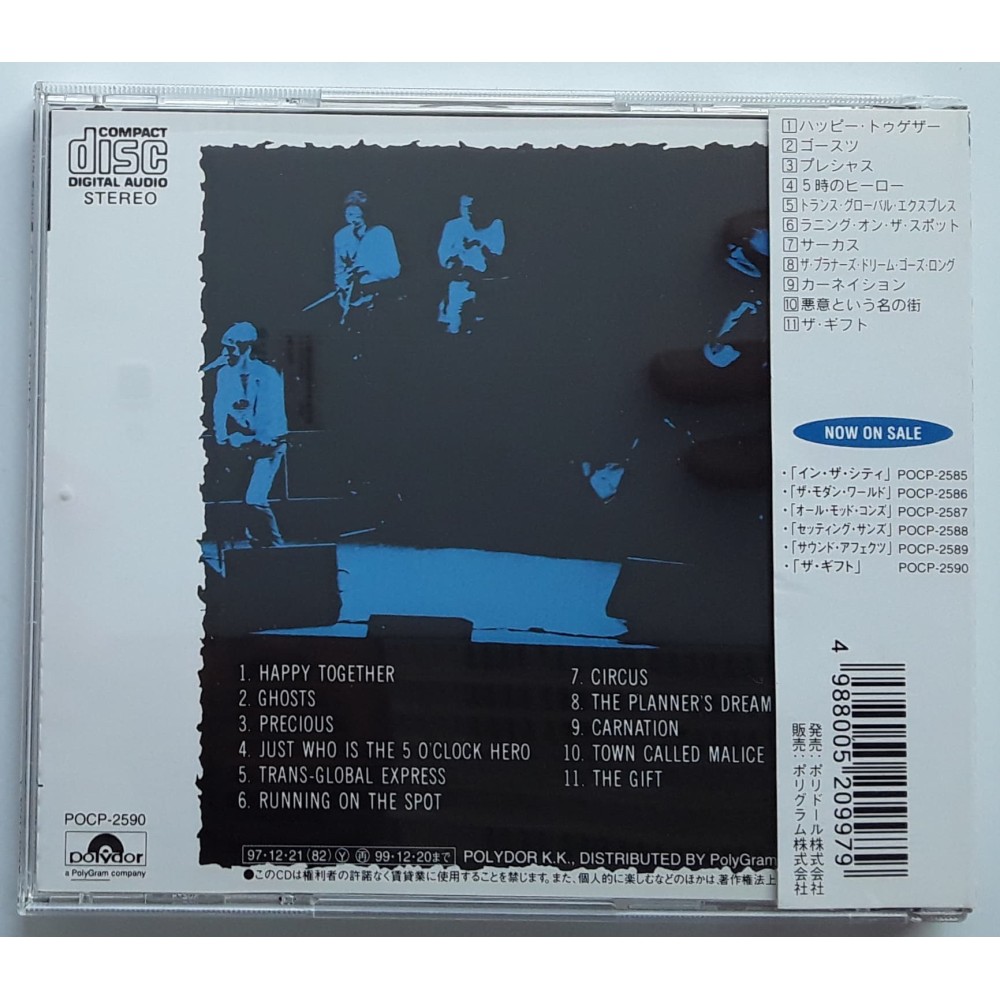 COMPACT
disc
DIGITAL AUDIO
STEREO
1. HAPPY TOGETHER
2. GHOSTS
3. PRECIOUS
4. JUST WHO IS THE 5 O'CLOCK HERO
5. TRANS-GLOBAL EXPRESS
6. RUNNING ON THE SPOT
7. CIRCUS
8. THE PLANNER'S DREAM
9. CARNATION
10. TOWN CALLED MALICE
11. THE GIFT
POCP-2590
polydor
a PolyGram company
97・12・21(82)Ⓨ㊢99・12・20まで POLYDOR K.K., DISTRIBUTED BY PolyGram
●このCDは権利者の許諾なく賃貸業に使用することを禁じます。また、個人的に楽しむなどのほかは、著作権法上
1ハッピー・トゥゲザー
2ゴースツ
3プレシャス
4 5時のヒーロー
5トランス・グローバル・エクスプレス
6ラニング・オン・ザ・スポット
7サーカス
8ザ・プラナーズ・ドリーム・ゴーズ・ロング
9カーネイション
10悪意という名の街
11ザ・ギフト
NOW ON SALE
・「イン・ザ・シティ」 POCP-2585
・「ザ・モダン・ワールド」 POCP-2586
・「オール・モッド・コンズ」 POCP-2587
・「セッティング・サンズ」 POCP-2588
・「サウンド・アフェクツ」 POCP-2589
・「ザ・ギフト」 POCP-2590
4 988005 209979
発売：ポリドール株式会社
販売：ポリグラム株式会社